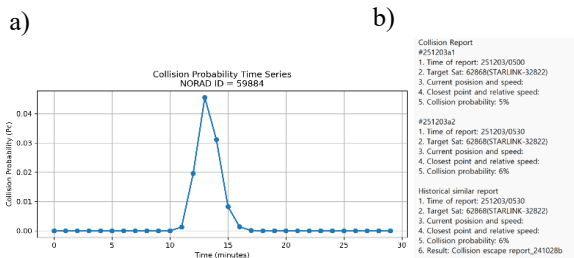 a)
b)
Collision Probability Time Series
NORAD ID = 59884
Collision Probability (Pc)
0.04
0.03
0.02
0.01
0.00
0
5
10
15
20
25
30
Time (minutes)
Collision Report
#251203a1
1. Time of report: 251203/0500
2. Target Sat: 62868(STARLINK-32822)
3. Current posision and speed:
4. Closest point and relative speed:
5. Collision probability: 5%
#251203a2
1. Time of report: 251203/0530
2. Target Sat: 62868(STARLINK-32822)
3. Current posision and speed:
4. Closest point and relative speed:
5. Collision probability: 6%
Historical similar report
1. Time of report: 251203/0530
2. Target Sat: 62868(STARLINK-32822)
3. Current posision and speed:
4. Closest point and relative speed:
5. Collision probability: 6%
6. Result: Collision escape report_241028b